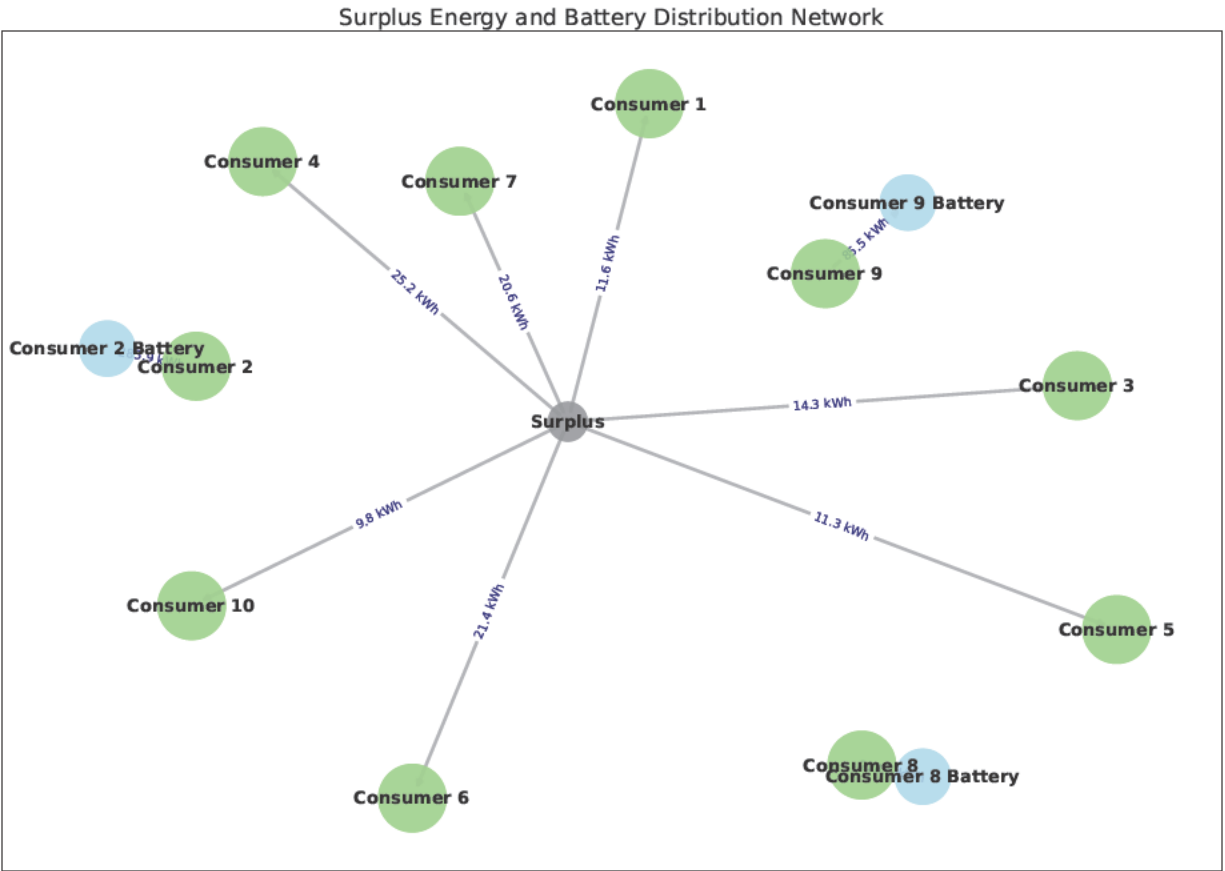 Surplus Energy and Battery Distribution Network
Consumer 1
Consumer 4
Consumer 7
Consumer 9 Battery
11.6 kWh
Consumer 9
25.2 kWh
20.6 kWh
Consumer 2 Battery
Consumer 2
Consumer 3
14.3 kWh
Surplus
9.8 kWh
11.3 kWh
Consumer 10
21.4 kWh
Consumer 5
Consumer 8
Consumer 8 Battery
Consumer 6